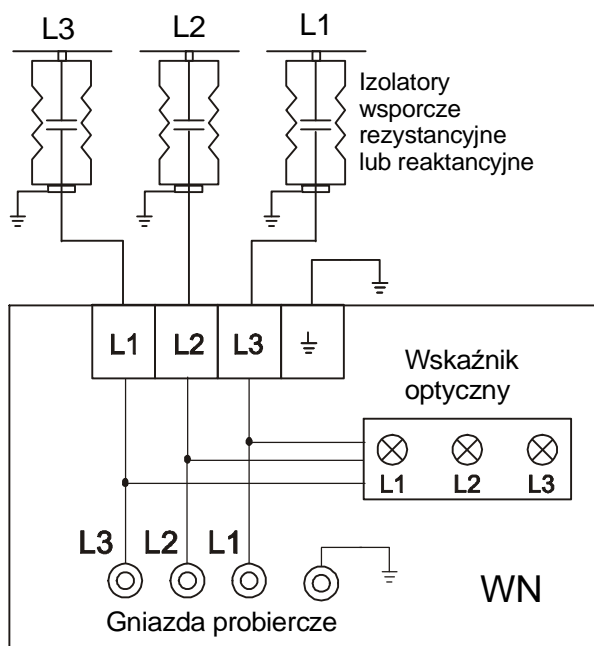 L3 L2 L1
Izolatory
wsporcze
rezystancyjne
lub reaktancyjne
L1 L2 L3
Wskaźnik
optyczny
L1 L2 L3
L3 L2 L1
WN
Gniazda probiercze